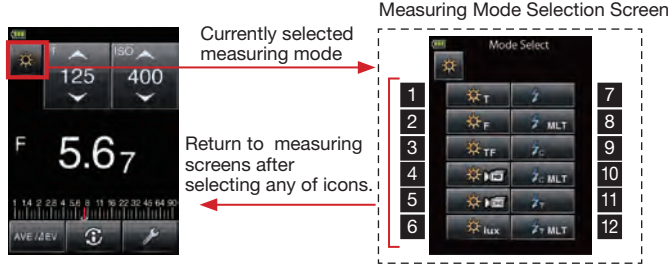 Measuring Mode Selection Screen
Currently selected
measuring mode
T
125
ISO
400
F
5.6 7
1 1.4 2 2.8 4 5.6 8 11 16 22 32 45 64 90
AVE/ΔEV
Return to measuring
screens after
selecting any of icons.
Mode Select
1 T 7
2 F MLT 8
3 TF C 9
4 C MLT 10
5 T 11
6 lux T MLT 12